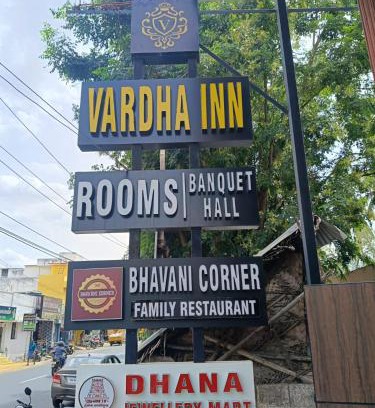 V
VARDHA INN
ROOMS | BANQUET HALL
BHAVANI CORNER
FAMILY RESTAURANT
DHANA
JEWELLERY MART